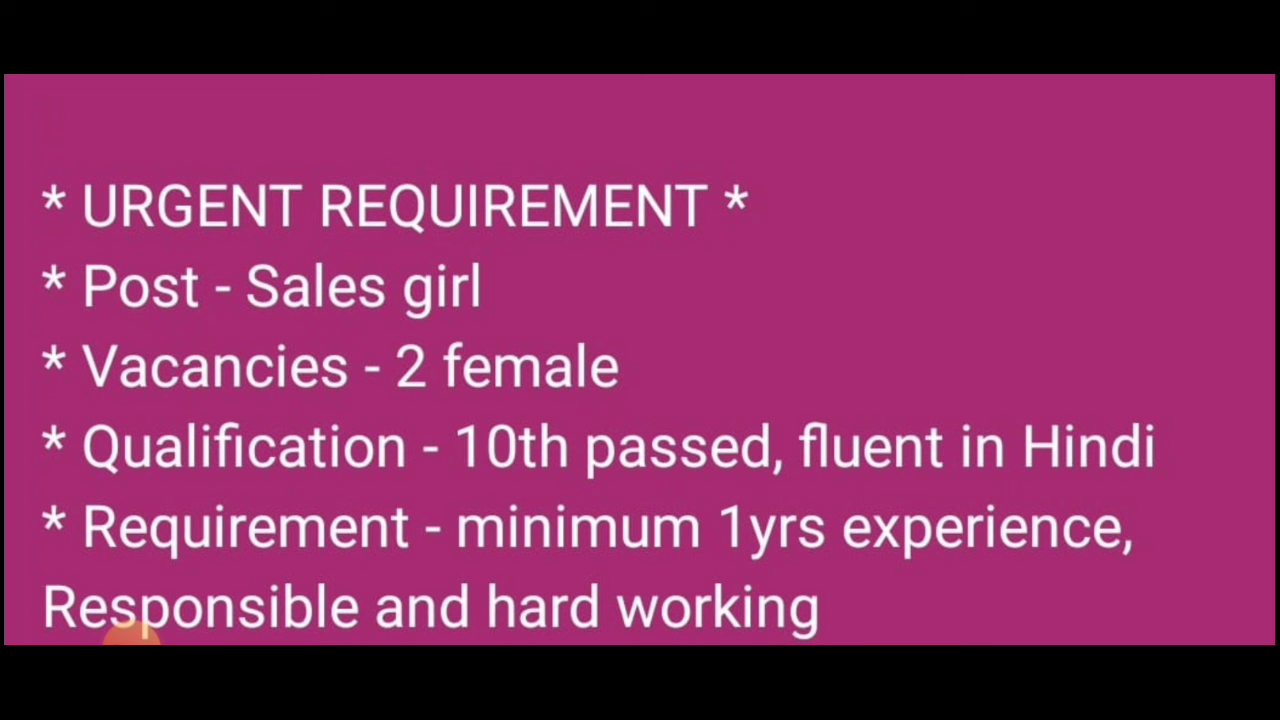 * URGENT REQUIREMENT *
* Post - Sales girl
* Vacancies - 2 female
* Qualification - 10th passed, fluent in Hindi
* Requirement - minimum 1yrs experience,
Responsible and hard working